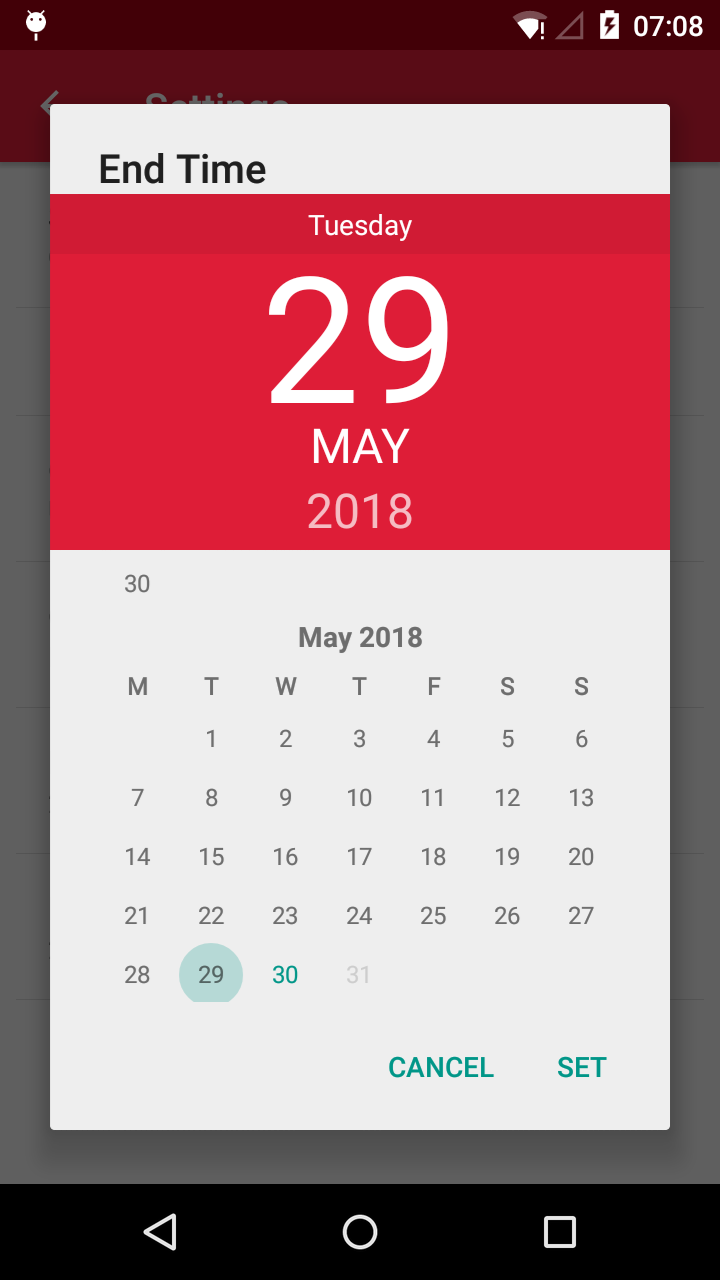 07:08
Settings
End Time
Tuesday
29
MAY
2018
30
May 2018
M T W T F S S
1 2 3 4 5 6
7 8 9 10 11 12 13
14 15 16 17 18 19 20
21 22 23 24 25 26 27
28 29 30 31
CANCEL SET